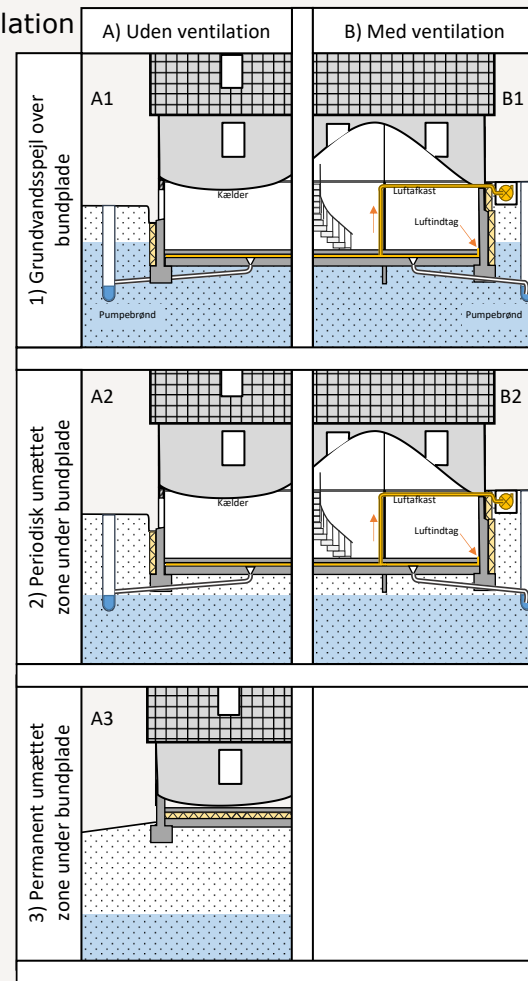 lation
A) Uden ventilation
B) Med ventilation
1) Grundvandsspejl over
bundplade
A1
B1
Kælder
Luftafkast
Luftindtag
Pumpebrønd
Pumpebrønd
2) Periodisk umættet
zone under bundplade
A2
B2
Kælder
Luftafkast
Luftindtag
3) Permanent umættet
zone under bundplade
A3